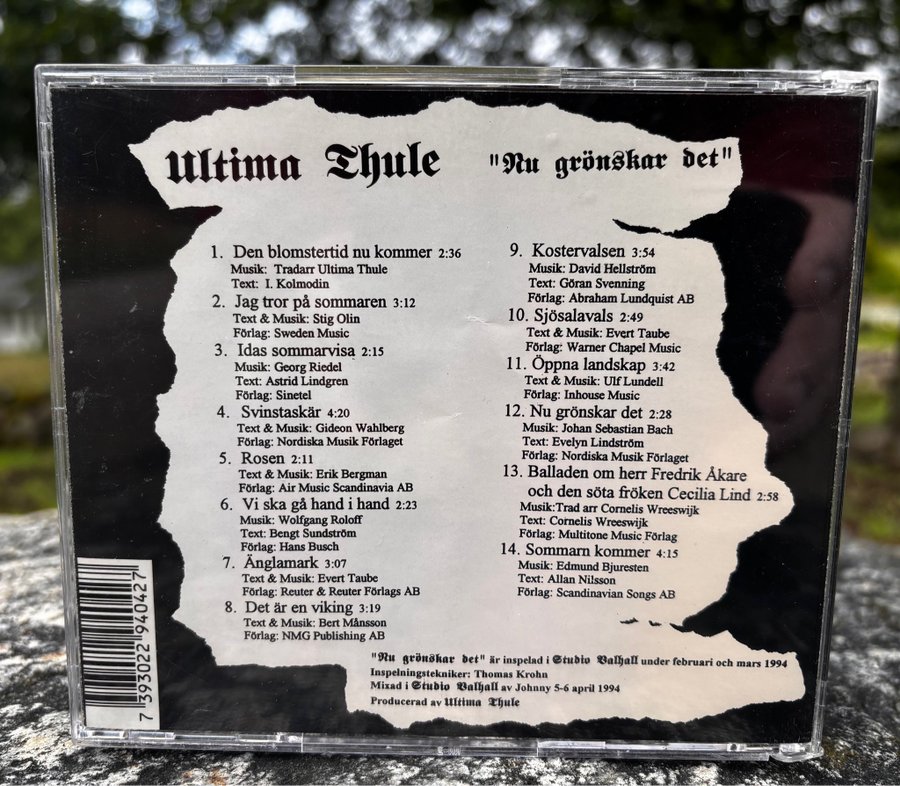 Ultima Thule "Nu grönskar det"
1. Den blomstertid nu kommer 2:36
Musik: Tradarr Ultima Thule
Text: I. Kolmodin
2. Jag tror på sommaren 3:12
Text & Musik: Stig Olin
Förlag: Sweden Music
3. Idas sommarvisa 2:15
Musik: Georg Riedel
Text: Astrid Lindgren
Förlag: Sinetel
4. Svinstaskär 4:20
Text & Musik: Gideon Wahlberg
Förlag: Nordiska Musik Förlaget
5. Rosen 2:11
Text & Musik: Erik Bergman
Förlag: Air Music Scandinavia AB
6. Vi ska gå hand i hand 2:23
Musik: Wolfgang Roloff
Text: Bengt Sundström
Förlag: Hans Busch
7. Änglamark 3:07
Text & Musik: Evert Taube
Förlag: Reuter & Reuter Förlags AB
8. Det är en viking 3:19
Text & Musik: Bert Månsson
Förlag: NMG Publishing AB
9. Kostervalsen 3:54
Musik: David Hellström
Text: Göran Svenning
Förlag: Abraham Lundquist AB
10. Sjösalavals 2:49
Text & Musik: Evert Taube
Förlag: Warner Chapel Music
11. Öppna landskap 3:42
Text & Musik: Ulf Lundell
Förlag: Inhouse Music
12. Nu grönskar det 2:28
Musik: Johan Sebastian Bach
Text: Evelyn Lindström
Förlag: Nordiska Musik Förlaget
13. Balladen om herr Fredrik Åkare
och den söta fröken Cecilia Lind 2:58
Musik:Trad arr Cornelis Wreeswijk
Text: Cornelis Wreeswijk
Förlag: Multitone Music Förlag
14. Sommarn kommer 4:15
Musik: Edmund Bjuresten
Text: Allan Nilsson
Förlag: Scandinavian Songs AB
"Nu grönskar det" är inspelad i Studio Valhall under februari och mars 1994
Inspelningstekniker: Thomas Krohn
Mixad i Studio Valhall av Johnny 5-6 april 1994
Producerad av Ultima Thule
7 393022 940427